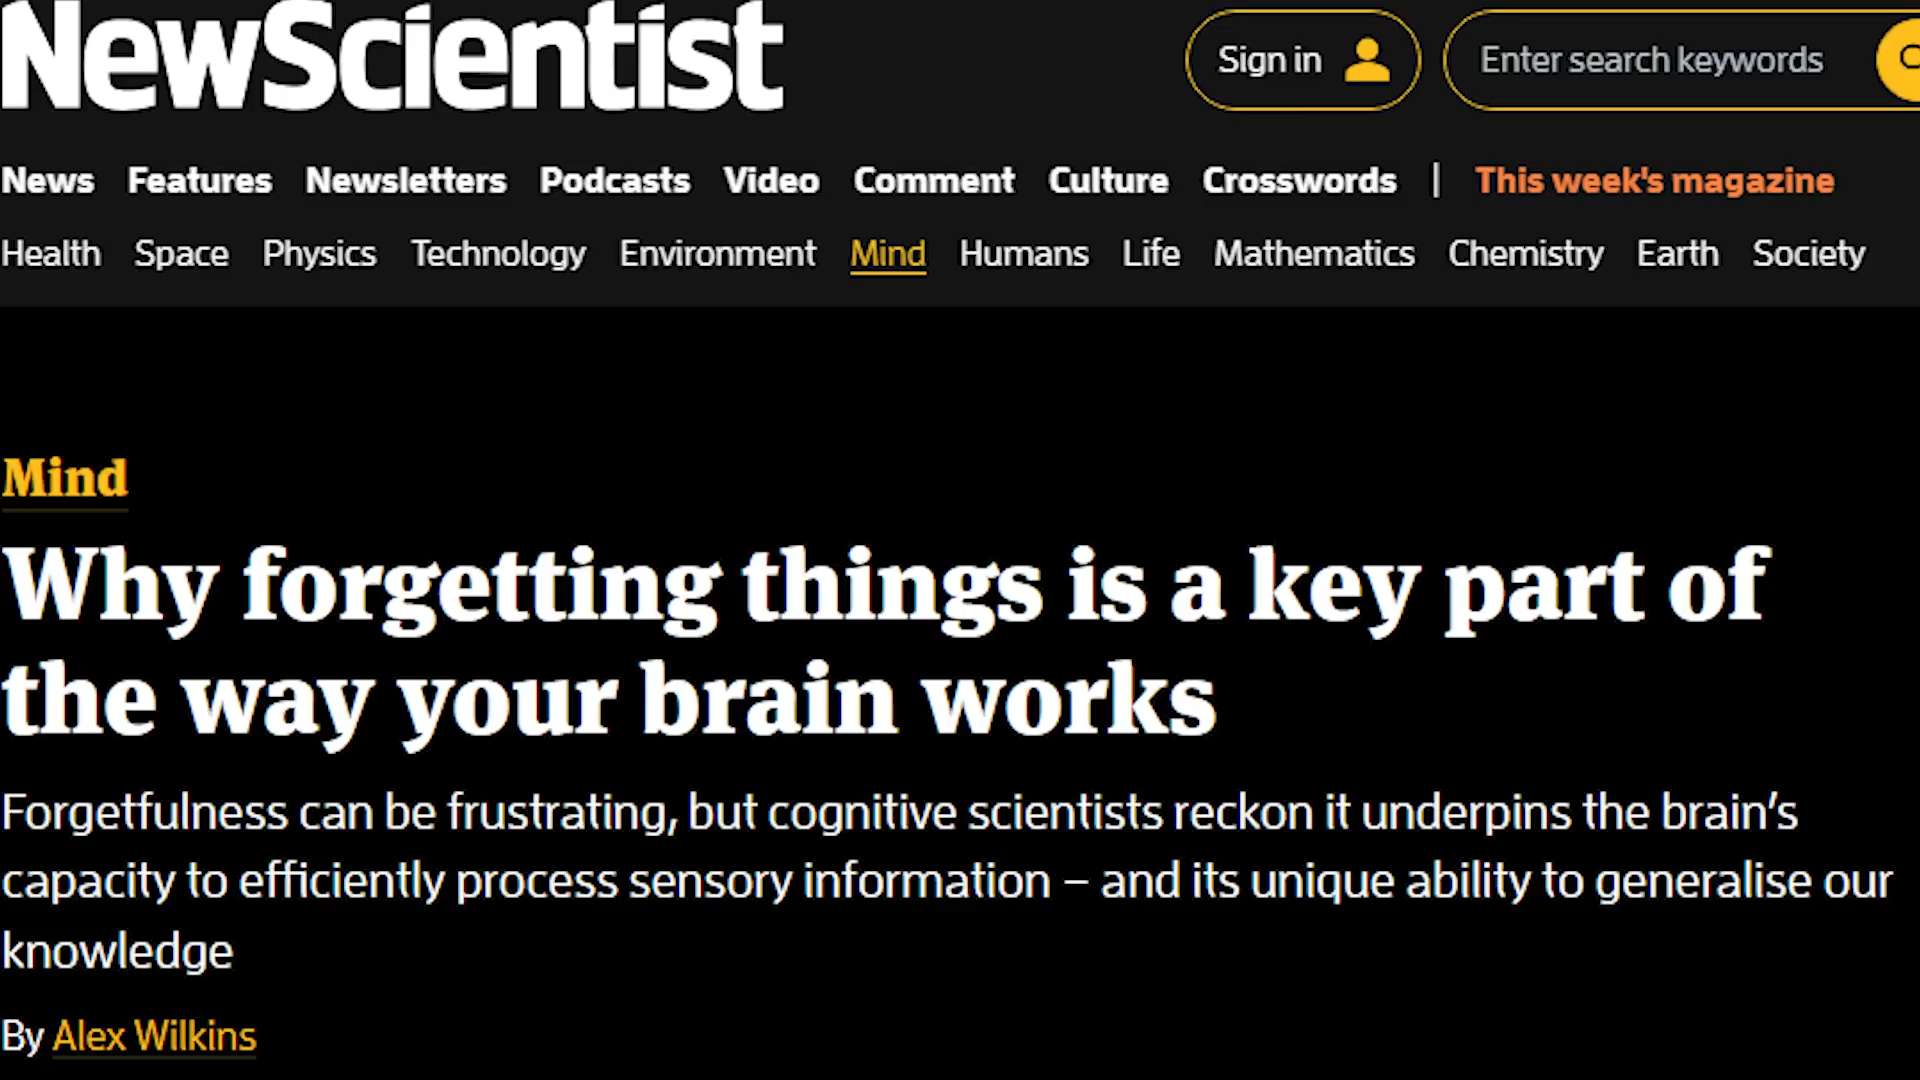 NewScientist
Sign in
Enter search keywords
News Features Newsletters Podcasts Video Comment Culture Crosswords | This week's magazine
Health Space Physics Technology Environment Mind Humans Life Mathematics Chemistry Earth Society
Mind
Why forgetting things is a key part of
the way your brain works
Forgetfulness can be frustrating, but cognitive scientists reckon it underpins the brain’s
capacity to efficiently process sensory information – and its unique ability to generalise our
knowledge
By Alex Wilkins